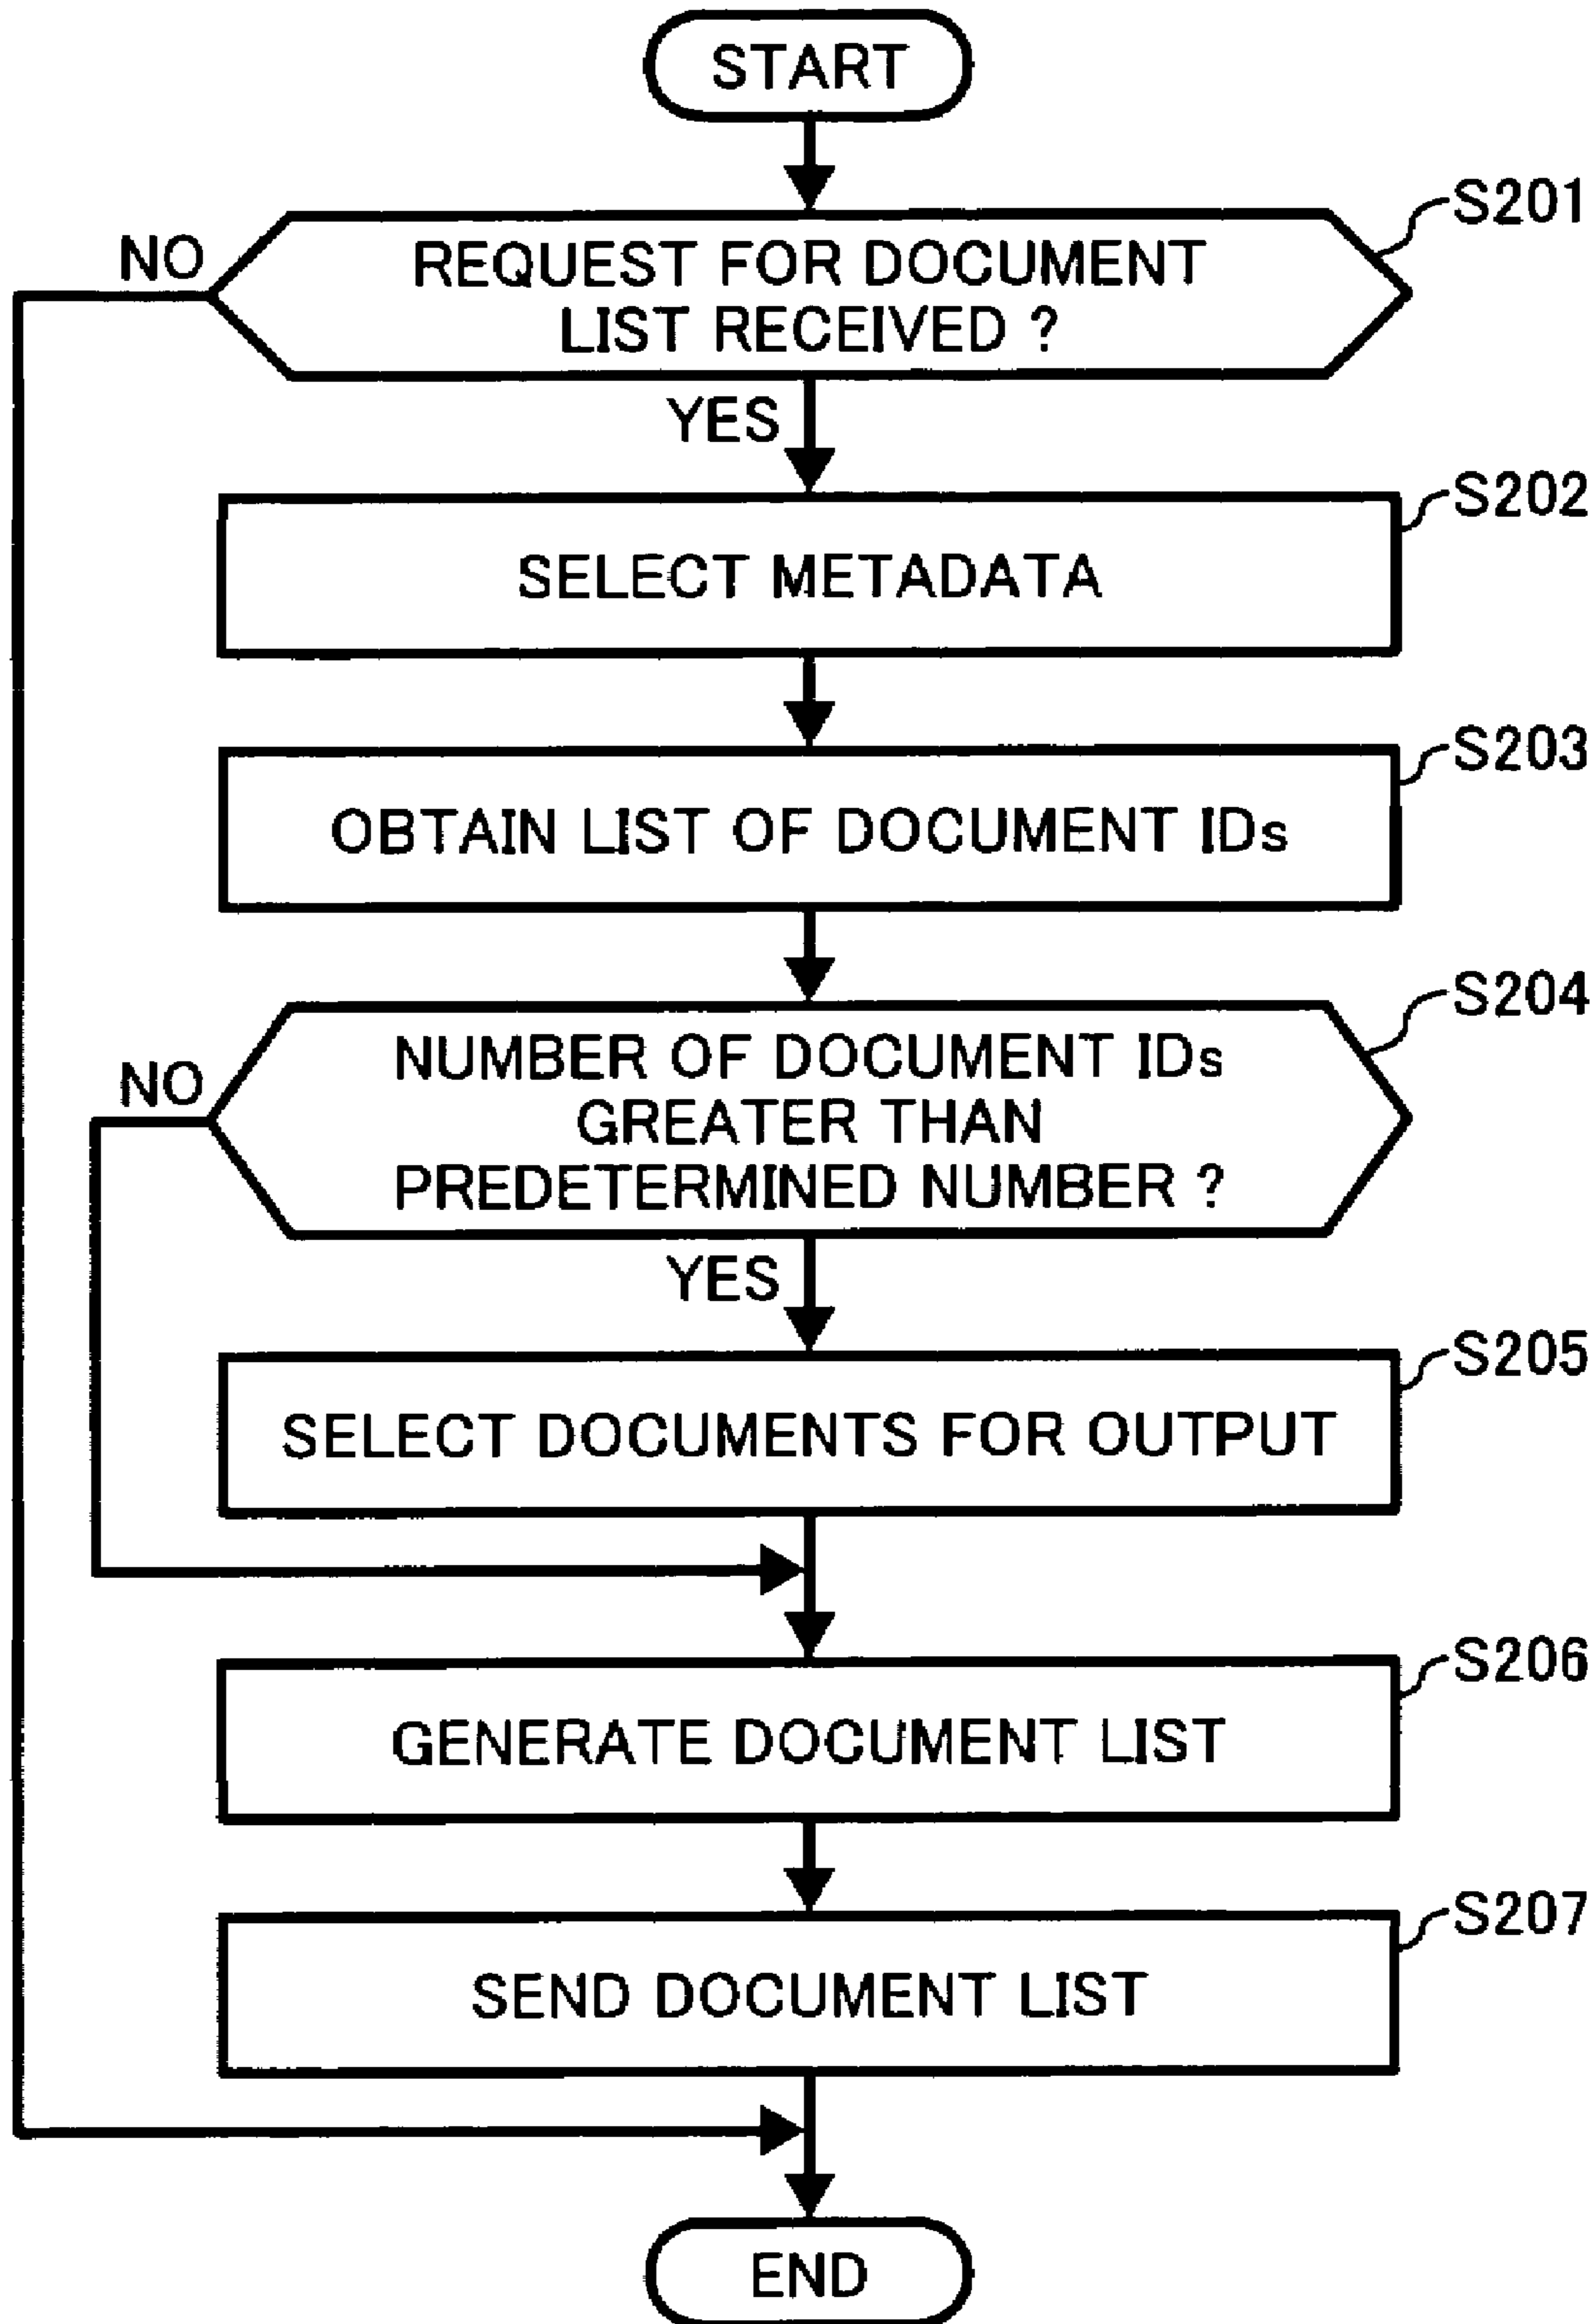 START
S201
NO
REQUEST FOR DOCUMENT
LIST RECEIVED ?
YES
S202
SELECT METADATA
S203
OBTAIN LIST OF DOCUMENT IDs
S204
NO
NUMBER OF DOCUMENT IDs
GREATER THAN
PREDETERMINED NUMBER ?
YES
S205
SELECT DOCUMENTS FOR OUTPUT
S206
GENERATE DOCUMENT LIST
S207
SEND DOCUMENT LIST
END